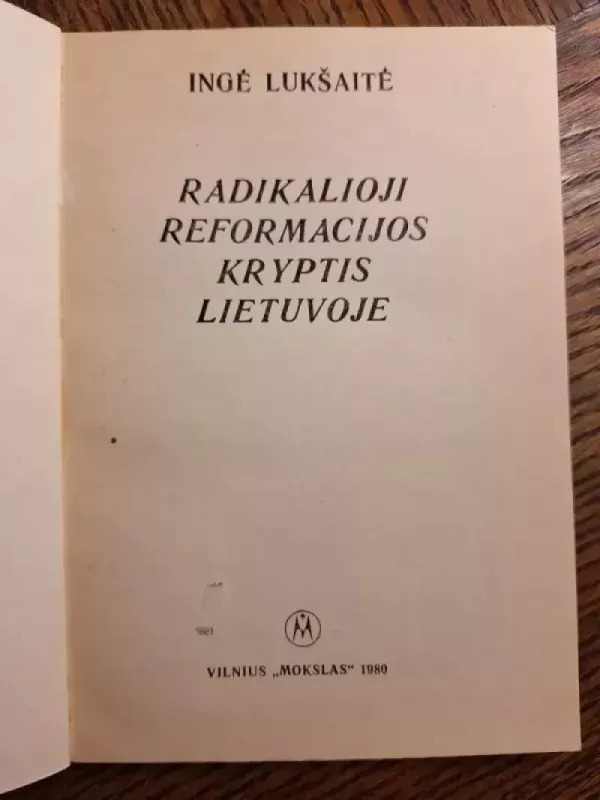 INGĖ LUKŠAITĖ
RADIKALIOJI
REFORMACIJOS
KRYPTIS
LIETUVOJE
M
VILNIUS „MOKSLAS“ 1980